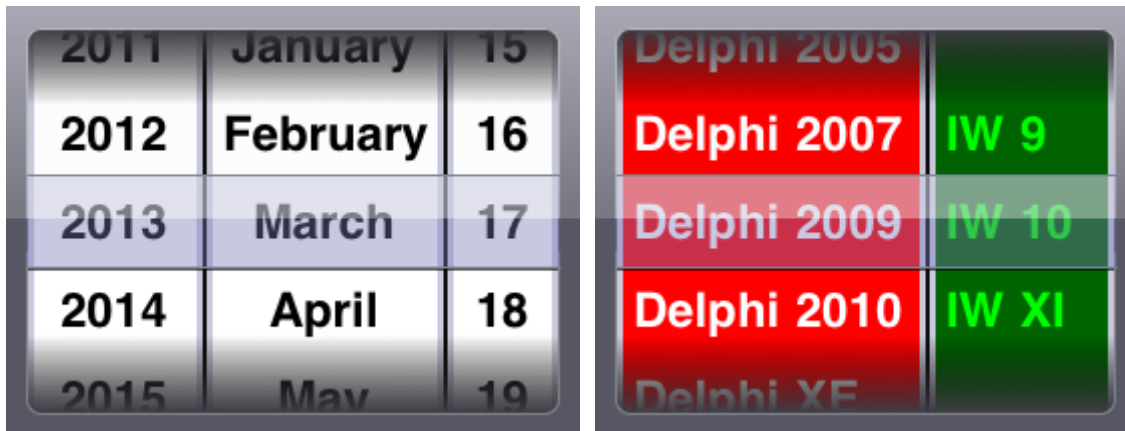 2011 January 15
2012 February 16
2013 March 17
2014 April 18
2015 May 19
Delphi 2005
Delphi 2007 IW 9
Delphi 2009 IW 10
Delphi 2010 IW XI
Delphi XE